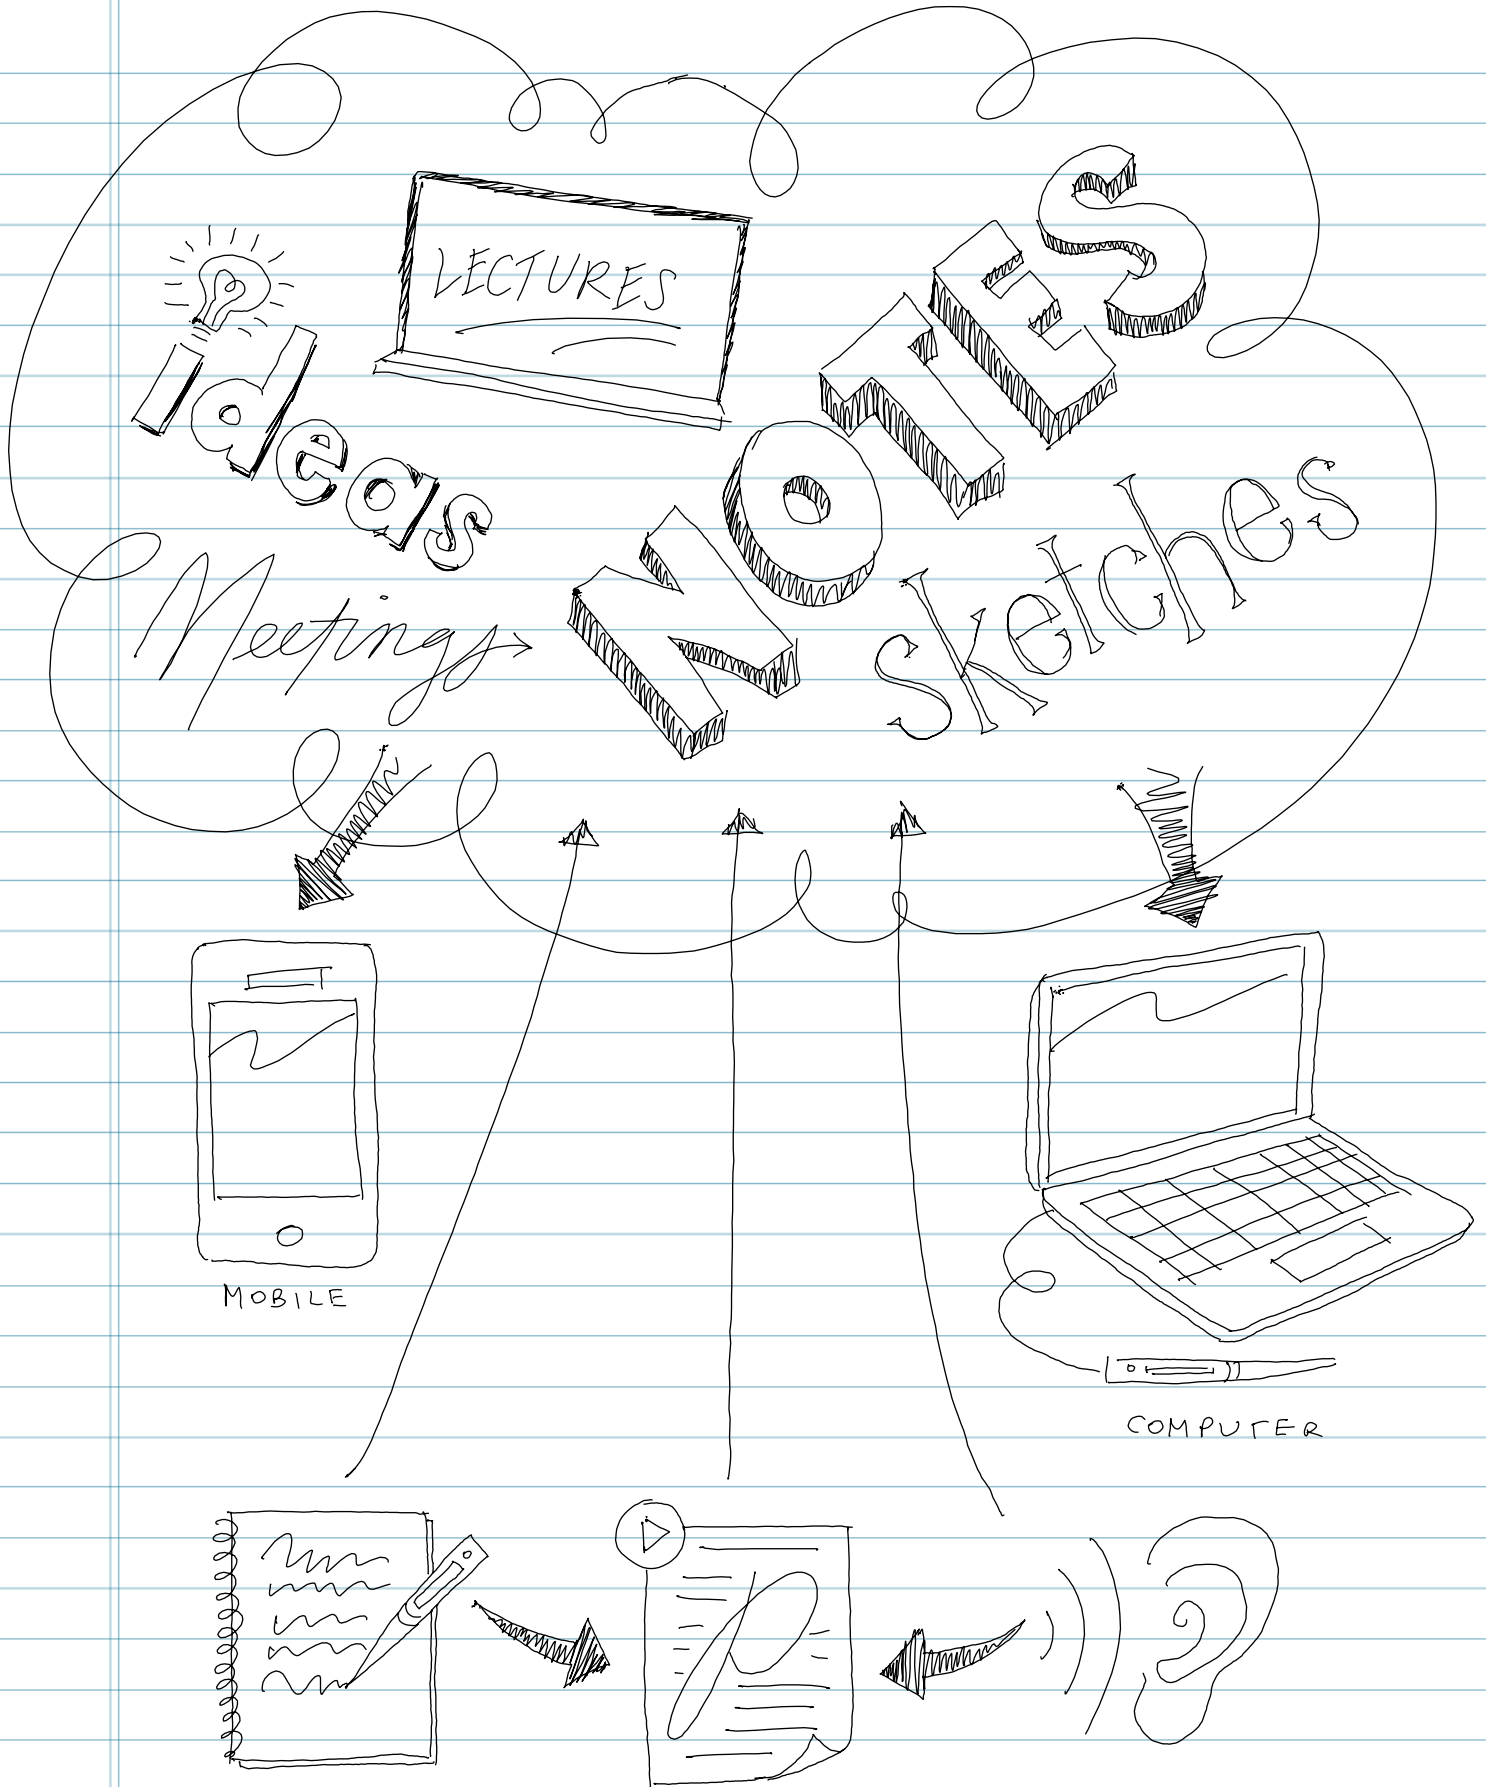 LECTURES
ideas
NOTES
Meetings
sketches
MOBILE
COMPUTER